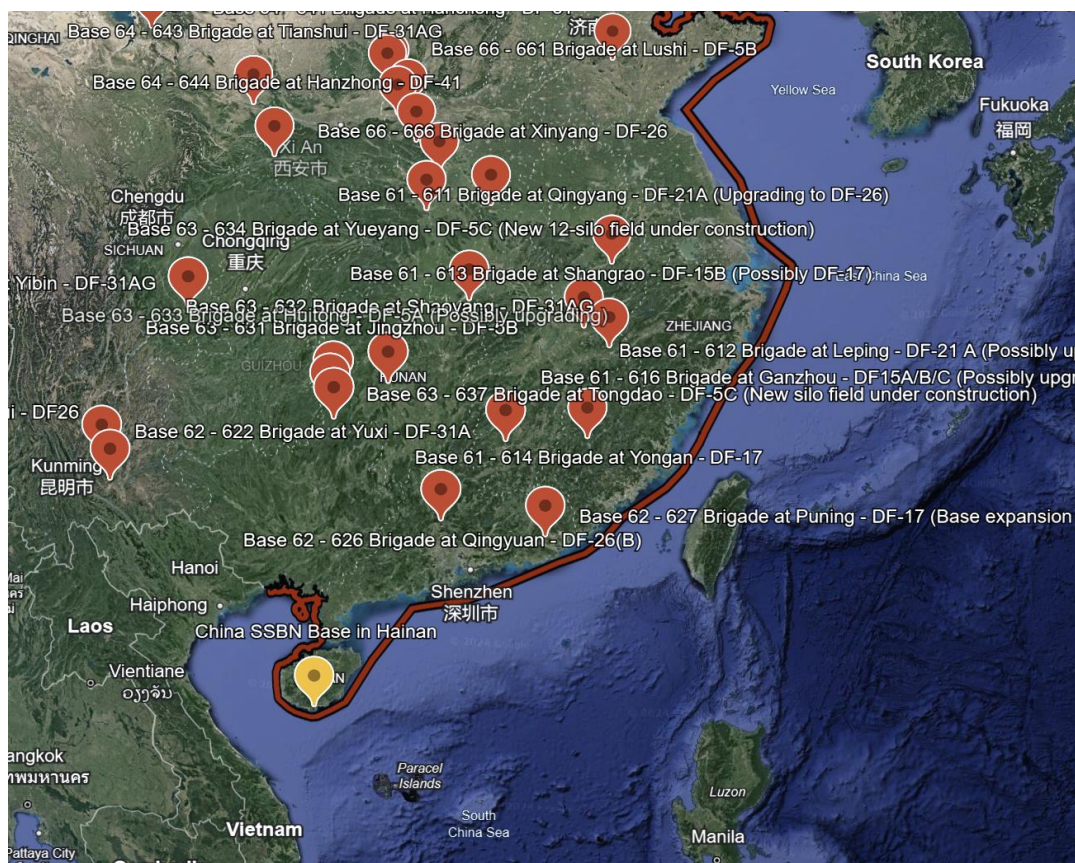 QINGHAI
Base 64 - 643 Brigade at Tianshui - DF-31AG
济南
Base 66 - 661 Brigade at Lushi - DF-5B
South Korea
Base 64 - 644 Brigade at Hanzhong - DF-41
Yellow Sea
Fukuoka
福岡
Base 66 - 666 Brigade at Xinyang - DF-26
Xi An
西安市
Chengdu
成都市
Base 61 - 611 Brigade at Qingyang - DF-21A (Upgrading to DF-26)
Base 63 - 634 Brigade at Yueyang - DF-5C (New 12-silo field under construction)
SICHUAN
Chongqing
重庆
t Yibin - DF-31AG
Base 61 - 613 Brigade at Shangrao - DF-15B (Possibly DF-17)
East China Sea
Base 63 - 632 Brigade at Shaoyang - DF-31AG
Base 63 - 633 Brigade at Huitong - DF-5A (Possibly upgrading)
Base 63 - 631 Brigade at Jingzhou - DF-5B
ZHEJIANG
Base 61 - 612 Brigade at Leping - DF-21 A (Possibly u
GUIZHOU
HUNAN
Base 61 - 616 Brigade at Ganzhou - DF15A/B/C (Possibly upgr
Base 63 - 637 Brigade at Tongdao - DF-5C (New silo field under construction)
ui - DF26
Base 62 - 622 Brigade at Yuxi - DF-31A
Base 61 - 614 Brigade at Yongan - DF-17
Kunming
昆明市
Base 62 - 627 Brigade at Puning - DF-17 (Base expansion
Base 62 - 626 Brigade at Qingyuan - DF-26(B)
Hanoi
Shenzhen
深圳市
Haiphong
Laos
China SSBN Base in Hainan
Vientiane
ວຽງຈັນ
Paracel
Islands
angkok
Luzon
South
China Sea
Vietnam
Manila
Pattaya City